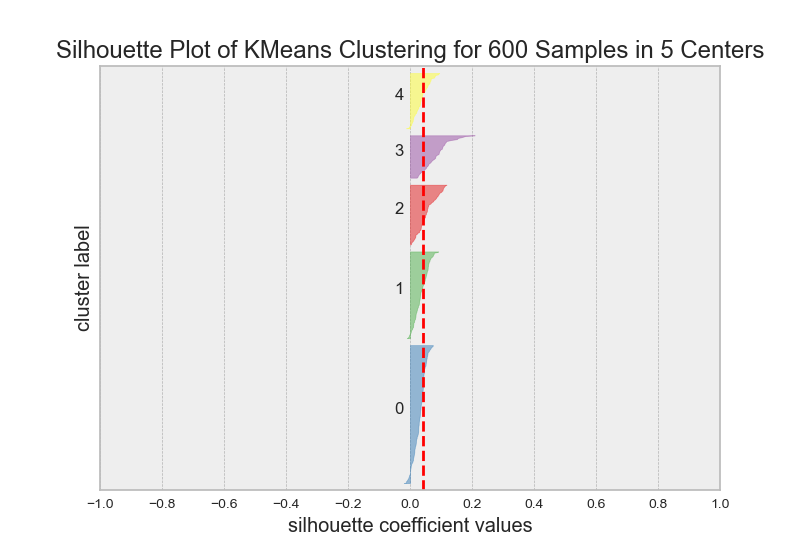 Silhouette Plot of KMeans Clustering for 600 Samples in 5 Centers
4
3
2
1
0
cluster label
−1.0 −0.8 −0.6 −0.4 −0.2 0.0 0.2 0.4 0.6 0.8 1.0
silhouette coefficient values